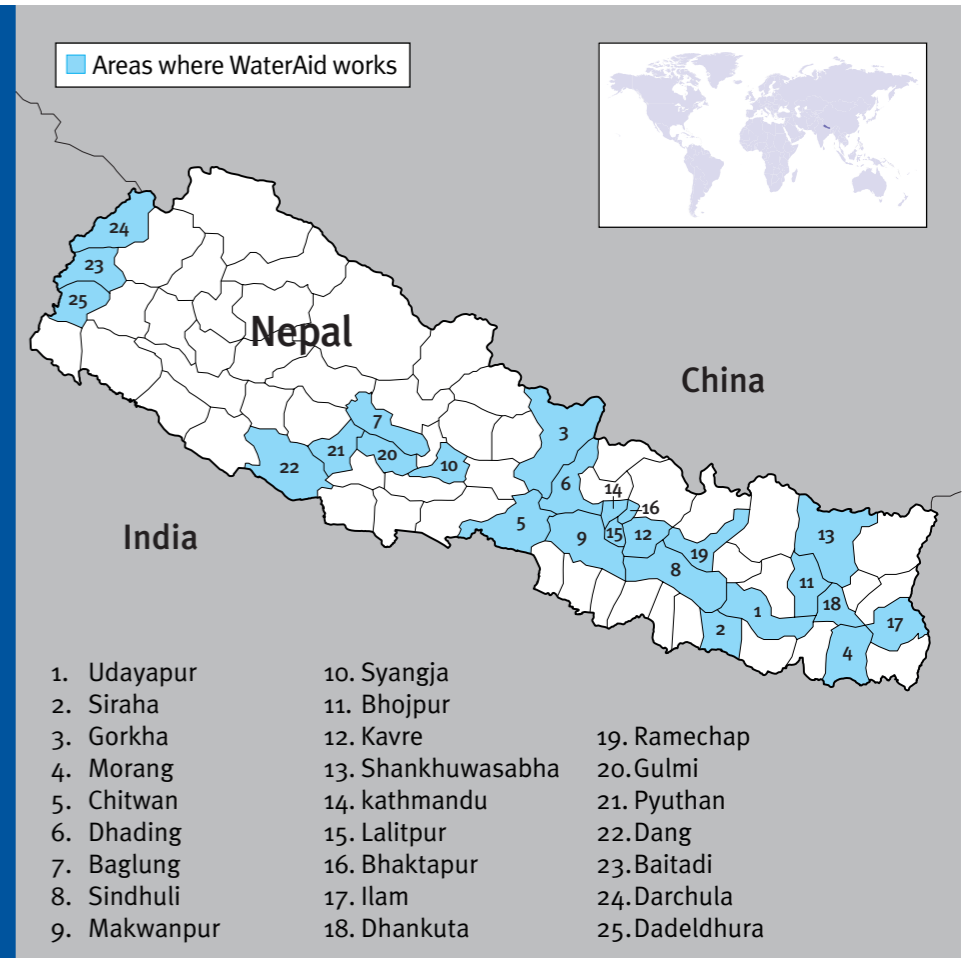 Areas where WaterAid works
24
23
25
Nepal
China
7
3
21
20
10
22
6
14
16
5
9
15
12
13
India
19
8
11
18
1
17
2
4
1. Udayapur
2. Siraha
3. Gorkha
4. Morang
5. Chitwan
6. Dhading
7. Baglung
8. Sindhuli
9. Makwanpur
10. Syangja
11. Bhojpur
12. Kavre
13. Shankhuwasabha
14. kathmandu
15. Lalitpur
16. Bhaktapur
17. Ilam
18. Dhankuta
19. Ramechap
20. Gulmi
21. Pyuthan
22. Dang
23. Baitadi
24. Darchula
25. Dadeldhura